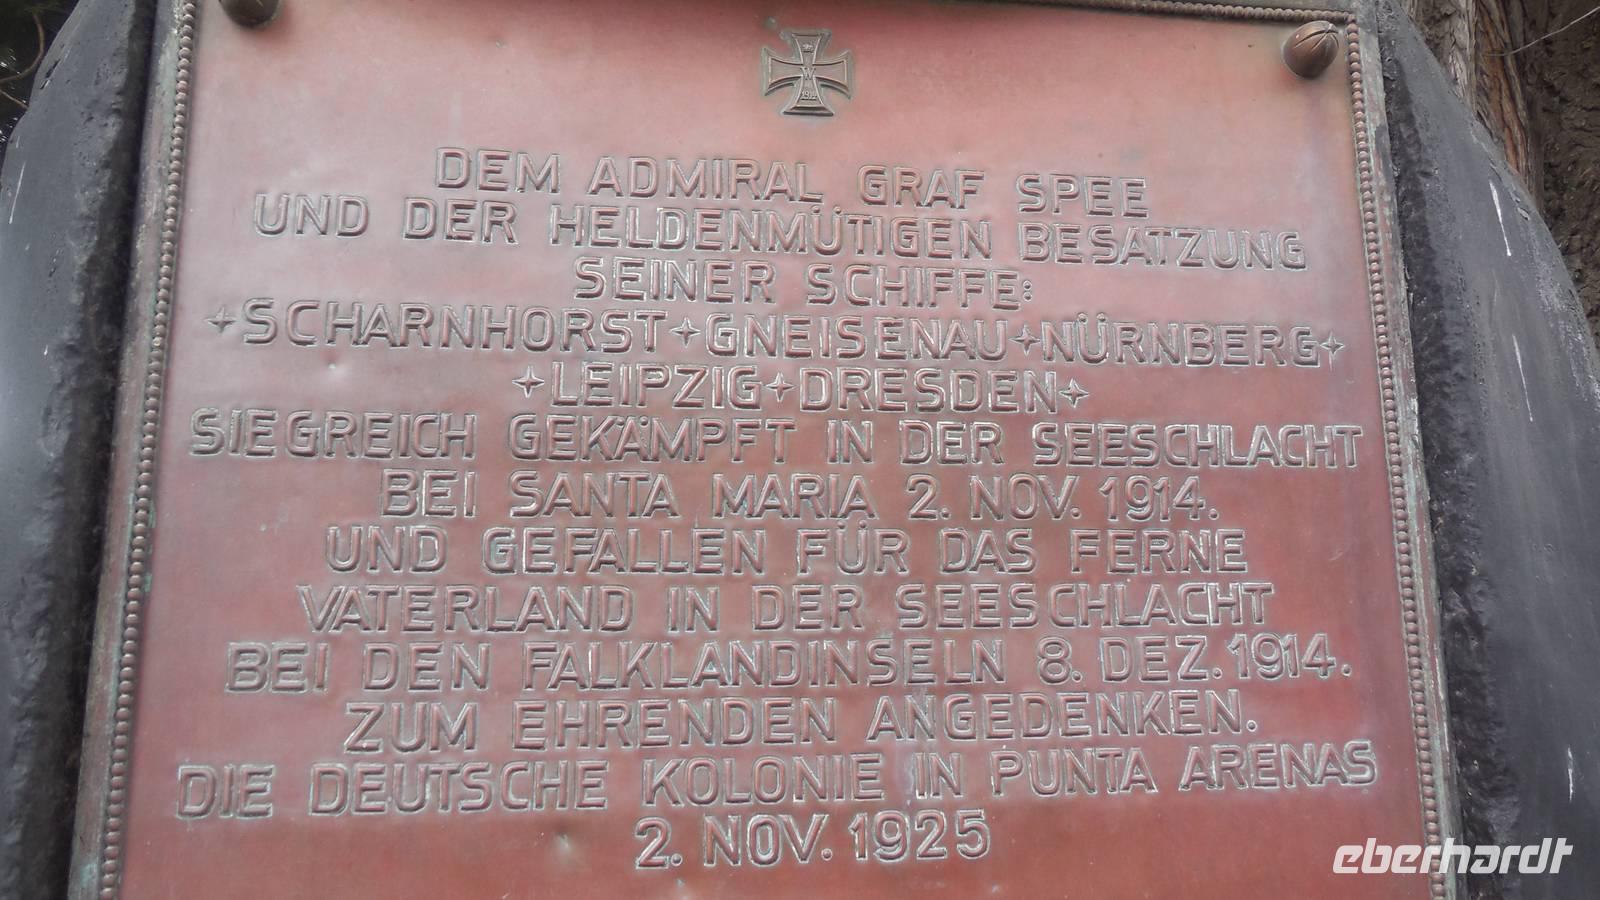 W
1914
DEM ADMIRAL GRAF SPEE
UND DER HELDENMÜTIGEN BESATZUNG
SEINER SCHIFFE:
+SCHARNHORST+GNEISENAU+NÜRNBERG+
+LEIPZIG+DRESDEN+
SIEGREICH GEKÄMPFT IN DER SEESCHLACHT
BEI SANTA MARIA 2. NOV. 1914.
UND GEFALLEN FÜR DAS FERNE
VATERLAND IN DER SEESCHLACHT
BEI DEN FALKLANDINSELN 8. DEZ. 1914.
ZUM EHRENDEN ANGEDENKEN.
DIE DEUTSCHE KOLONIE IN PUNTA ARENAS
2. NOV. 1925
eberhardt